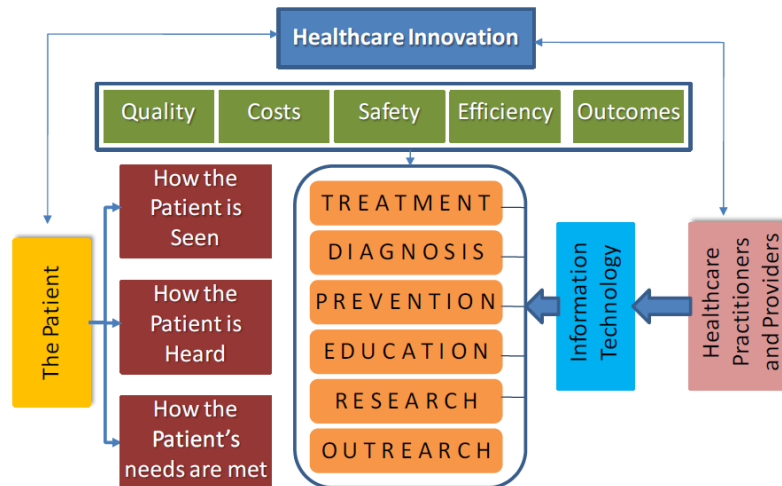 Healthcare Innovation
Quality
Costs
Safety
Efficiency
Outcomes
The Patient
How the
Patient is
Seen
How the
Patient is
Heard
How the
Patient's
needs are met
TREATMENT
DIAGNOSIS
PREVENTION
EDUCATION
RESEARCH
OUTREARCH
Information
Technology
Healthcare
Practitioners
and Providers